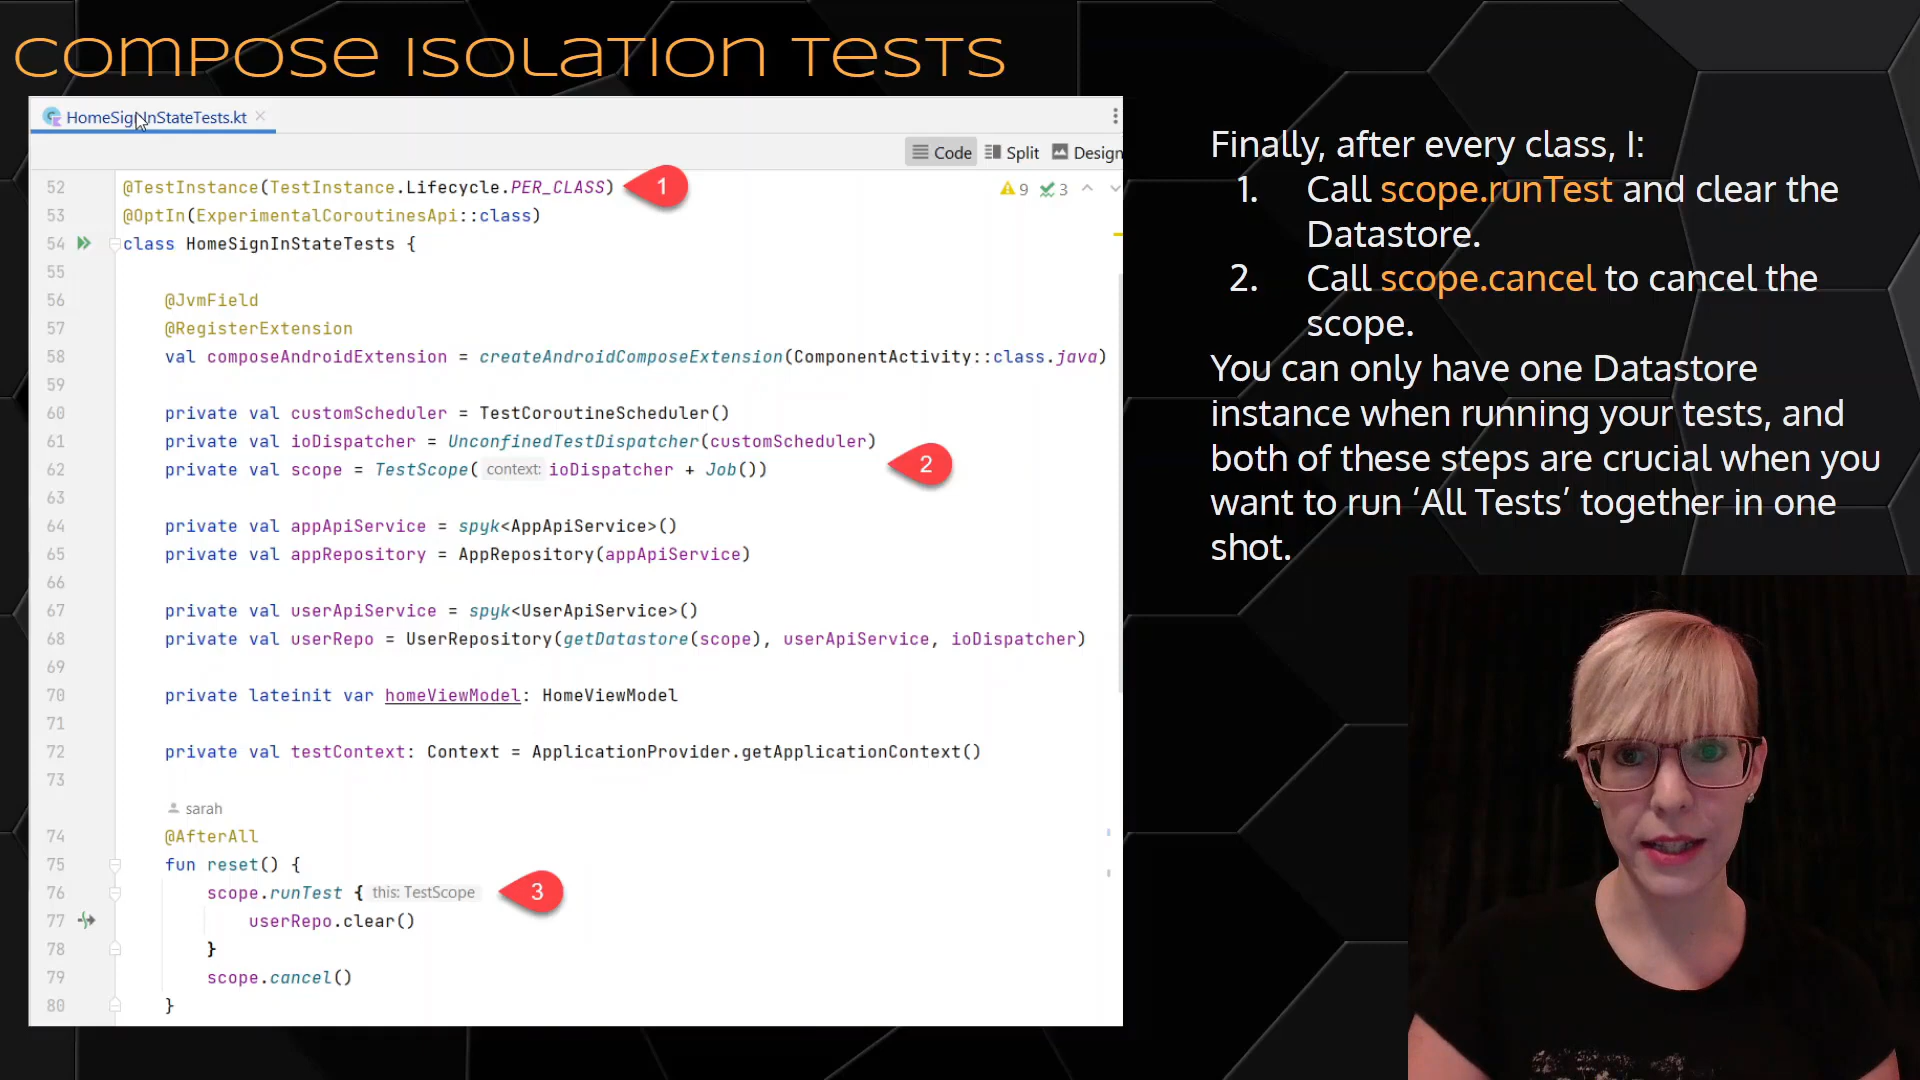 COMPOSE ISOLATION TESTS
HomeSignInStateTests.kt
Code Split Design
52 @TestInstance(TestInstance.Lifecycle.PER_CLASS) 1
9 3
53 @OptIn(ExperimentalCoroutinesApi::class)
54 class HomeSignInStateTests {
55
56 @JvmField
57 @RegisterExtension
58 val composeAndroidExtension = createAndroidComposeExtension(ComponentActivity::class.java)
59
60 private val customScheduler = TestCoroutineScheduler()
61 private val ioDispatcher = UnconfinedTestDispatcher(customScheduler)
62 private val scope = TestScope( context: ioDispatcher + Job()) 2
63
64 private val appApiService = spyk<AppApiService>()
65 private val appRepository = AppRepository(appApiService)
66
67 private val userApiService = spyk<UserApiService>()
68 private val userRepo = UserRepository(getDatastore(scope), userApiService, ioDispatcher)
69
70 private lateinit var homeViewModel: HomeViewModel
71
72 private val testContext: Context = ApplicationProvider.getApplicationContext()
73
sarah
74 @AfterAll
75 fun reset() {
76 scope.runTest { this: TestScope 3
77 userRepo.clear()
78 }
79 scope.cancel()
80 }
Finally, after every class, I:
1. Call scope.runTest and clear the
Datastore.
2. Call scope.cancel to cancel the
scope.
You can only have one Datastore
instance when running your tests, and
both of these steps are crucial when you
want to run ‘All Tests’ together in one
shot.